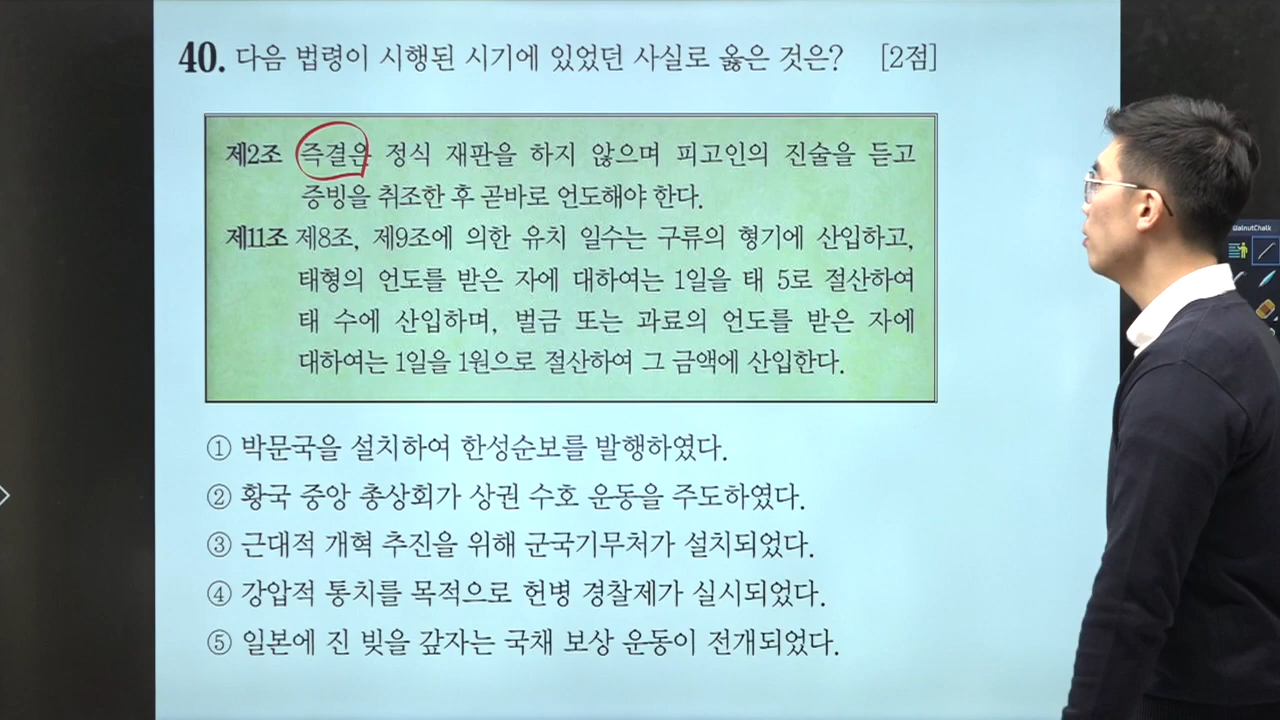 40. 다음 법령이 시행된 시기에 있었던 사실로 옳은 것은? [2점]
제2조 즉결은 정식 재판을 하지 않으며 피고인의 진술을 듣고
증빙을 취조한 후 곧바로 언도해야 한다.
제11조 제8조, 제9조에 의한 유치 일수는 구류의 형기에 산입하고,
태형의 언도를 받은 자에 대하여는 1일을 태 5로 절산하여
태 수에 산입하며, 벌금 또는 과료의 언도를 받은 자에
대하여는 1일을 1원으로 절산하여 그 금액에 산입한다.
① 박문국을 설치하여 한성순보를 발행하였다.
② 황국 중앙 총상회가 상권 수호 운동을 주도하였다.
③ 근대적 개혁 추진을 위해 군국기무처가 설치되었다.
④ 강압적 통치를 목적으로 헌병 경찰제가 실시되었다.
⑤ 일본에 진 빚을 갚자는 국채 보상 운동이 전개되었다.
WalnutChalk